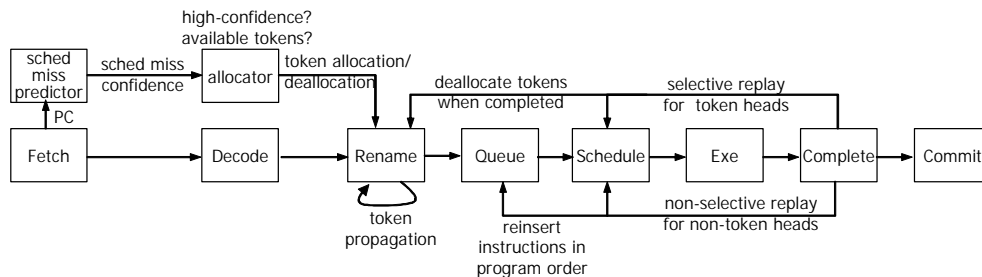 high-confidence?
available tokens?
sched
miss
predictor
sched miss
confidence
allocator
token allocation/
deallocation
deallocate tokens
when completed
selective replay
for token heads
PC
Fetch
Decode
Rename
Queue
Schedule
Exe
Complete
Commit
token
propagation
reinsert
instructions in
program order
non-selective replay
for non-token heads